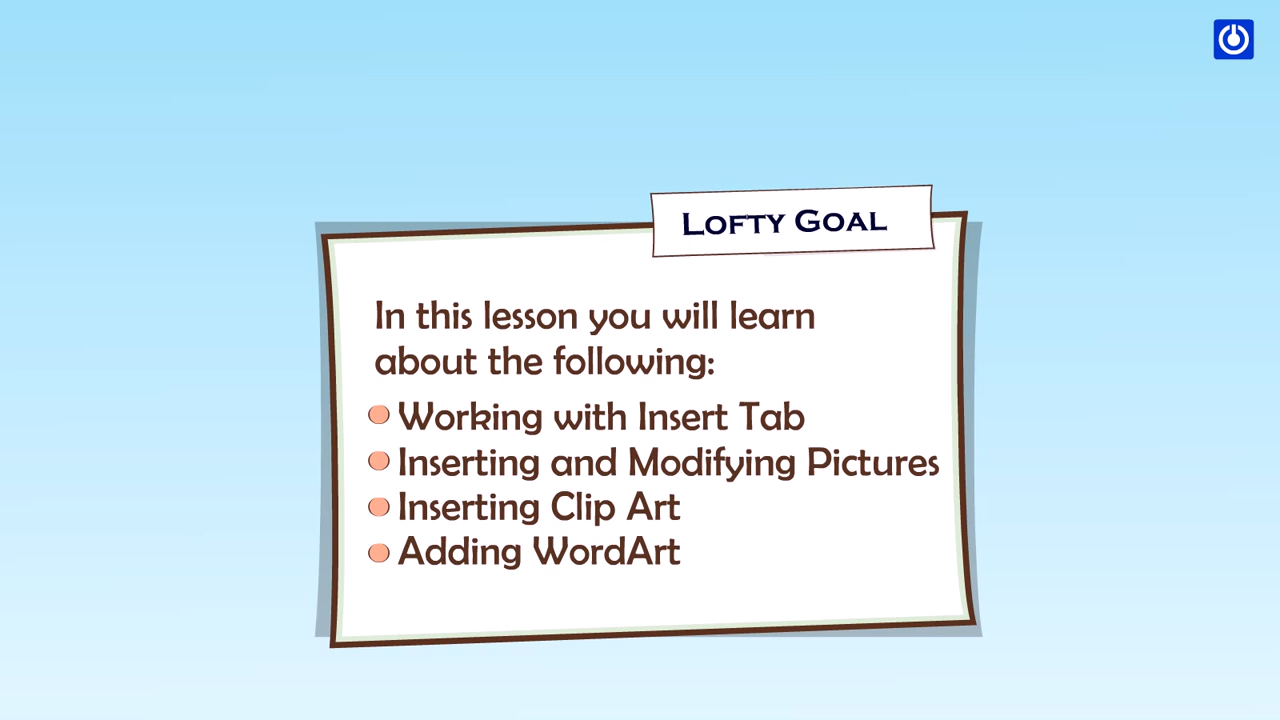 Lofty Goal
In this lesson you will learn
about the following:
Working with Insert Tab
Inserting and Modifying Pictures
Inserting Clip Art
Adding WordArt